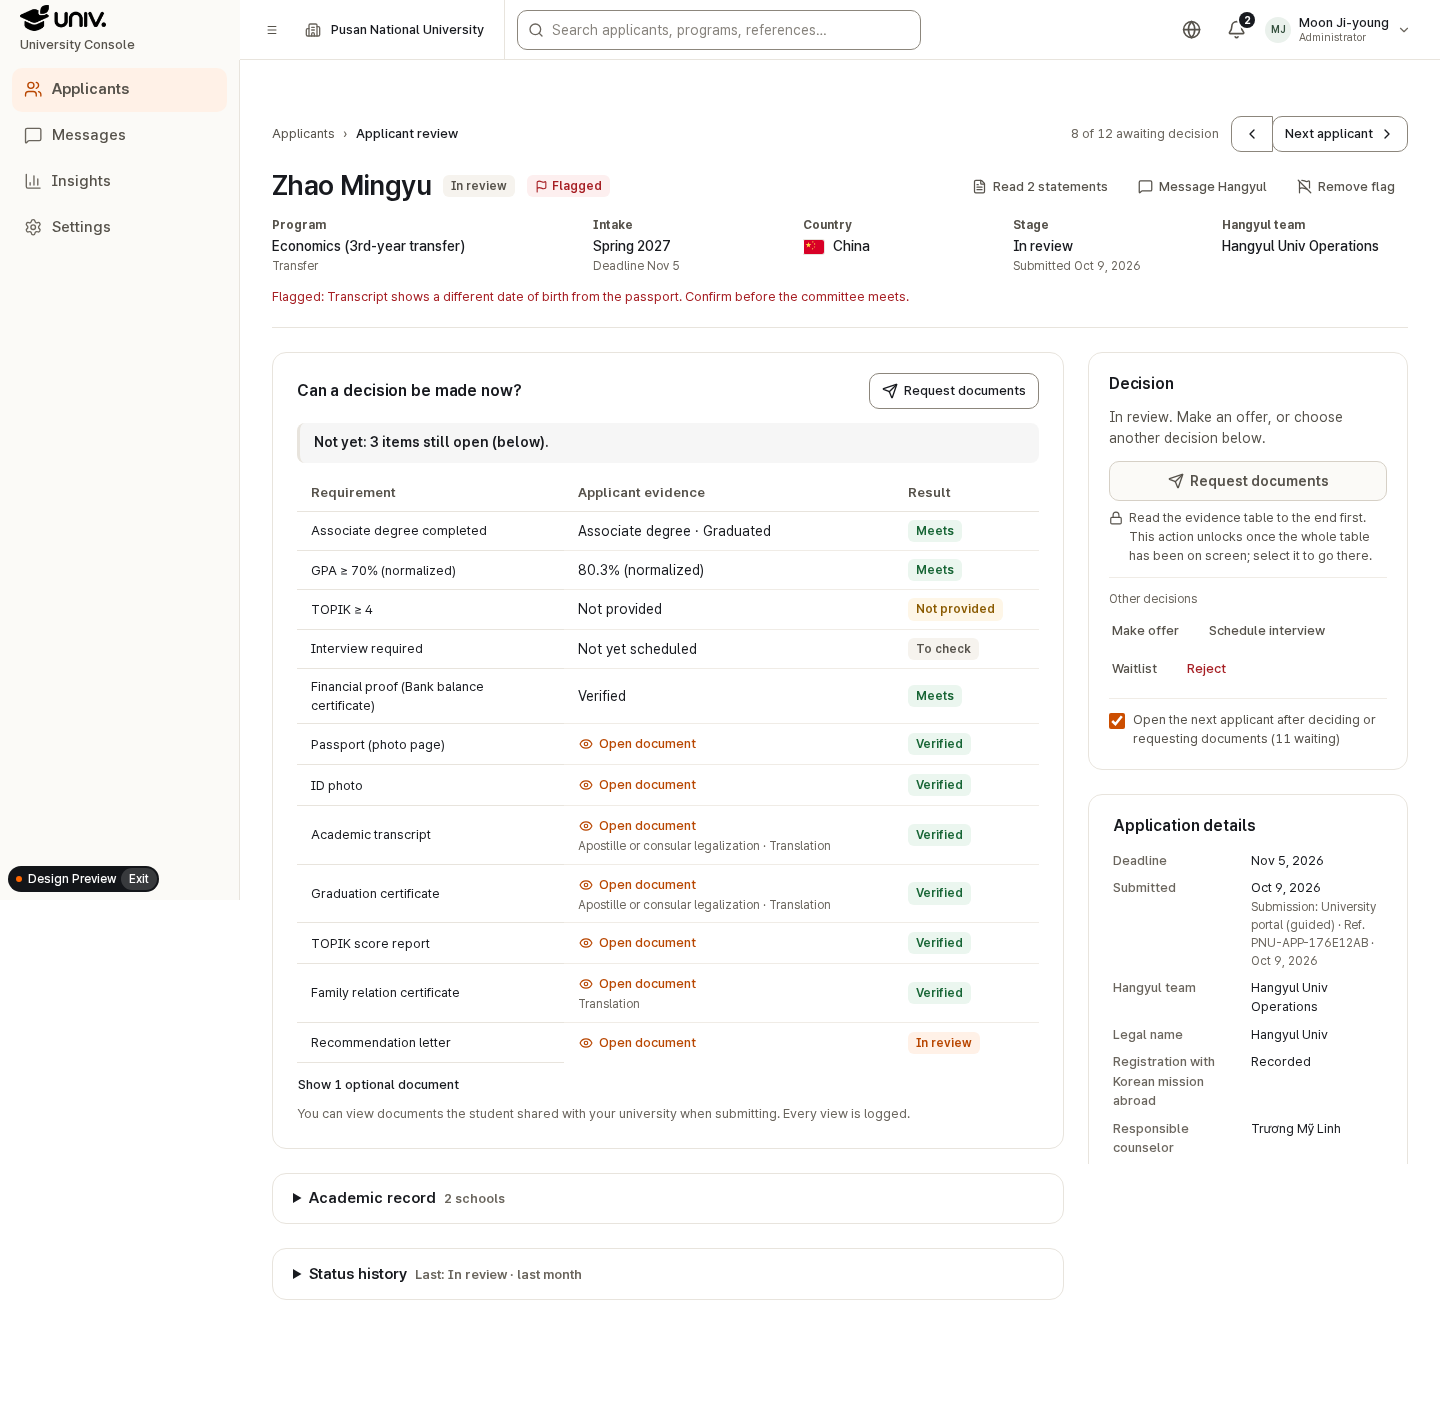 univ.
University Console
Pusan National University
Search applicants, programs, references...
2
MJ
Moon Ji-young
Administrator
Applicants
Messages
Insights
Settings
Design Preview
Exit
Applicants › Applicant review
8 of 12 awaiting decision
Next applicant
Zhao Mingyu
In review
Flagged
Read 2 statements
Message Hangyul
Remove flag
Program
Economics (3rd-year transfer)
Transfer
Intake
Spring 2027
Deadline Nov 5
Country
China
Stage
In review
Submitted Oct 9, 2026
Hangyul team
Hangyul Univ Operations
Flagged: Transcript shows a different date of birth from the passport. Confirm before the committee meets.
Can a decision be made now?
Request documents
Not yet: 3 items still open (below).
Requirement Applicant evidence Result
Associate degree completed Associate degree · Graduated Meets
GPA ≥ 70% (normalized) 80.3% (normalized) Meets
TOPIK ≥ 4 Not provided Not provided
Interview required Not yet scheduled To check
Financial proof (Bank balance
certificate)
Verified Meets
Passport (photo page) Open document Verified
ID photo Open document Verified
Academic transcript Open document Verified
Apostille or consular legalization · Translation
Graduation certificate Open document Verified
Apostille or consular legalization · Translation
TOPIK score report Open document Verified
Family relation certificate Open document Verified
Translation
Recommendation letter Open document In review
Show 1 optional document
You can view documents the student shared with your university when submitting. Every view is logged.
Academic record 2 schools
Status history Last: In review · last month
Decision
In review. Make an offer, or choose
another decision below.
Request documents
Read the evidence table to the end first.
This action unlocks once the whole table
has been on screen; select it to go there.
Other decisions
Make offer Schedule interview
Waitlist Reject
Open the next applicant after deciding or
requesting documents (11 waiting)
Application details
Deadline Nov 5, 2026
Submitted Oct 9, 2026
Submission: University
portal (guided) · Ref.
PNU-APP-176E12AB ·
Oct 9, 2026
Hangyul team Hangyul Univ
Operations
Legal name Hangyul Univ
Registration with Recorded
Korean mission
abroad
Responsible Trương Mỹ Linh
counselor